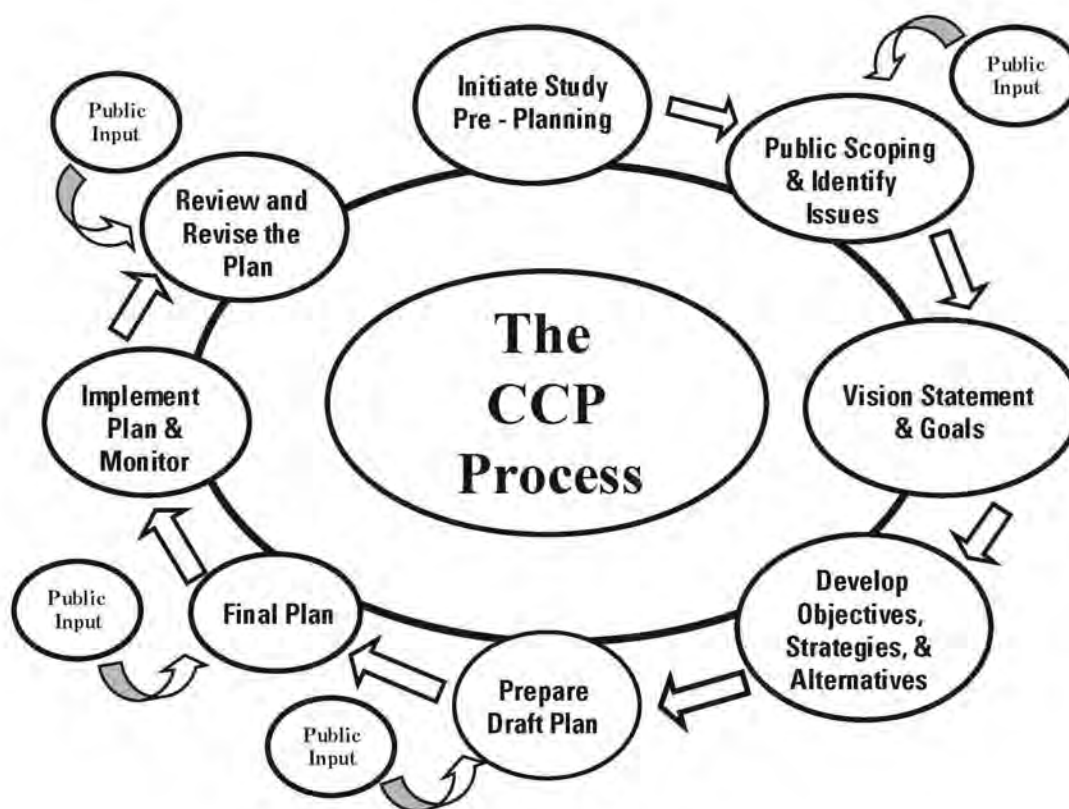 Initiate Study
Pre - Planning
Public
Input
Public Scoping
& Identify
Issues
Vision Statement
& Goals
Develop
Objectives,
Strategies, &
Alternatives
Prepare
Draft Plan
Public
Input
Final Plan
Public
Input
Implement
Plan &
Monitor
Review and
Revise the
Plan
Public
Input
The
CCP
Process